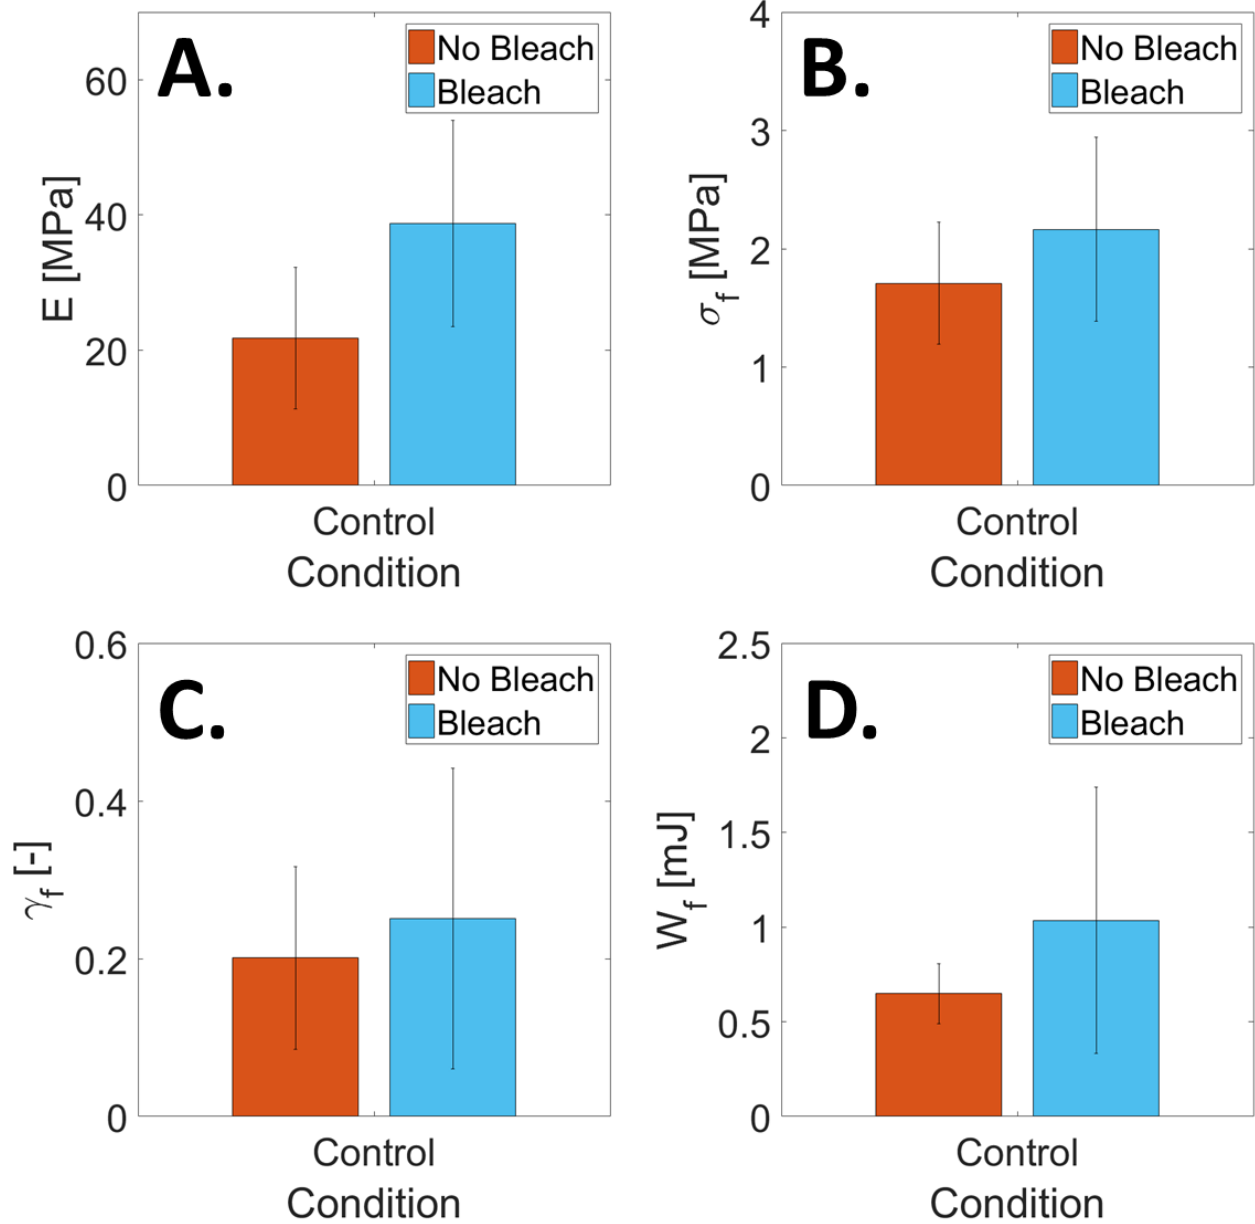 A.
No Bleach
Bleach
60
40
20
0
E [MPa]
Control
Condition
B.
No Bleach
Bleach
4
3
2
1
0
σf [MPa]
Control
Condition
C.
No Bleach
Bleach
0.6
0.4
0.2
0
γf [-]
Control
Condition
D.
No Bleach
Bleach
2.5
2
1.5
1
0.5
0
Wf [mJ]
Control
Condition